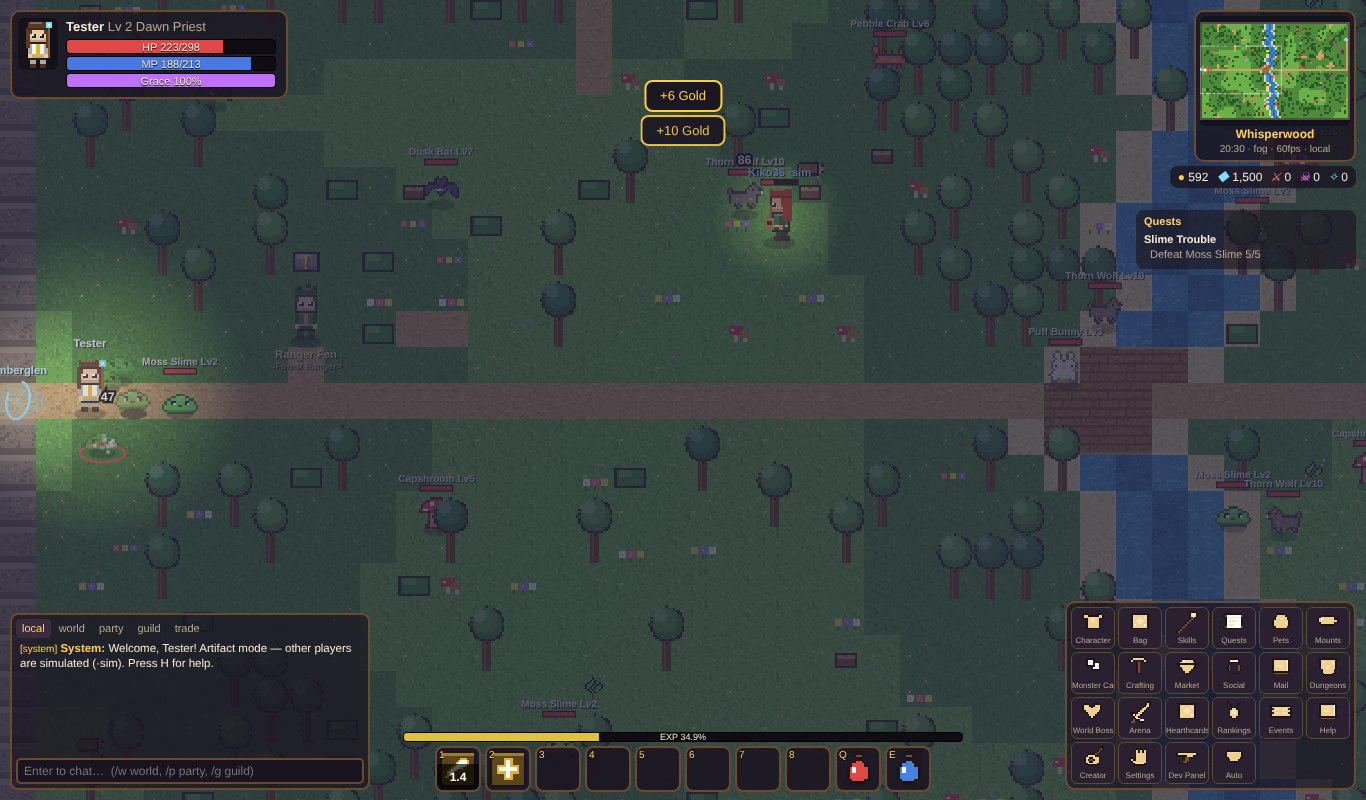 Tester Lv 2 Dawn Priest
HP 223/298
MP 188/213
Grace 100%
Pebble Crab Lv6
+6 Gold
+10 Gold
Whisperwood
20:30 · fog · 60fps · local
592 1,500 0 0 0
Moss Slime Lv2
Quests
Slime Trouble
Defeat Moss Slime 5/5
Dusk Bat Lv7
86
Kiko36 ·sim
Thorn Wolf Lv10
Puff Bunny Lv3
Ranger Fen
<Forest Ranger>
Tester
Moss Slime Lv2
mberglen
47
Capshroom Lv5
Moss Slime Lv2
Thorn Wolf Lv10
Moss Slime Lv2
local world party guild trade
[system] System: Welcome, Tester! Artifact mode — other players
are simulated (·sim). Press H for help.
Enter to chat… (/w world, /p party, /g guild)
EXP 34.9%
1 2 3 4 5 6 7 8 Q – E –
1.4
Character Bag Skills Quests Pets Mounts
Monster Ca Crafting Market Social Mail Dungeons
World Boss Arena Hearthcards Rankings Events Help
Creator Settings Dev Panel Auto